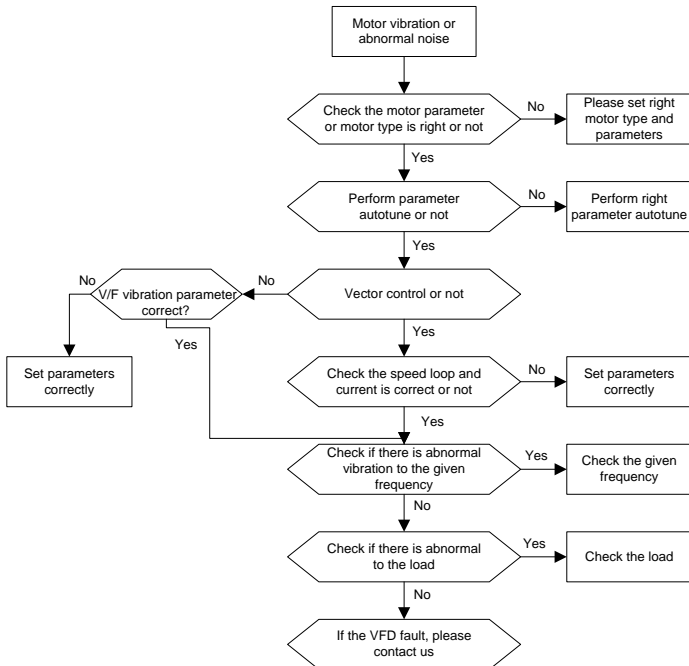 Motor vibration or
abnormal noise
Check the motor parameter
or motor type is right or not
No
Please set right
motor type and
parameters
Yes
Perform parameter
autotune or not
No
Perform right
parameter autotune
Yes
Vector control or not
No
V/F vibration parameter
correct?
No
Set parameters
correctly
Yes
Yes
Check the speed loop and
current is correct or not
No
Set parameters
correctly
Yes
Check if there is abnormal
vibration to the given
frequency
Yes
Check the given
frequency
No
Check if there is abnormal
to the load
Yes
Check the load
No
If the VFD fault, please
contact us